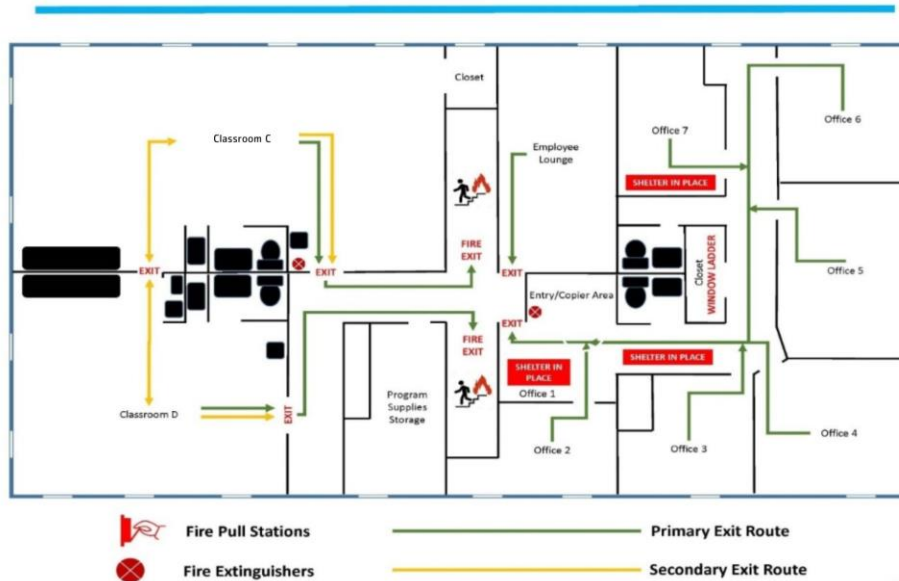 Closet
Classroom C
Office 6
Office 7
Employee
Lounge
SHELTER IN PLACE
FIRE
EXIT
EXIT
EXIT
EXIT
Closet
WINDOW LADDER
Office 5
Entry/Copier Area
EXIT
FIRE
EXIT
SHELTER IN PLACE
SHELTER IN
PLACE
Office 1
Classroom D
EXIT
Program
Supplies
Storage
Office 2
Office 3
Office 4
Fire Pull Stations
Primary Exit Route
Fire Extinguishers
Secondary Exit Route